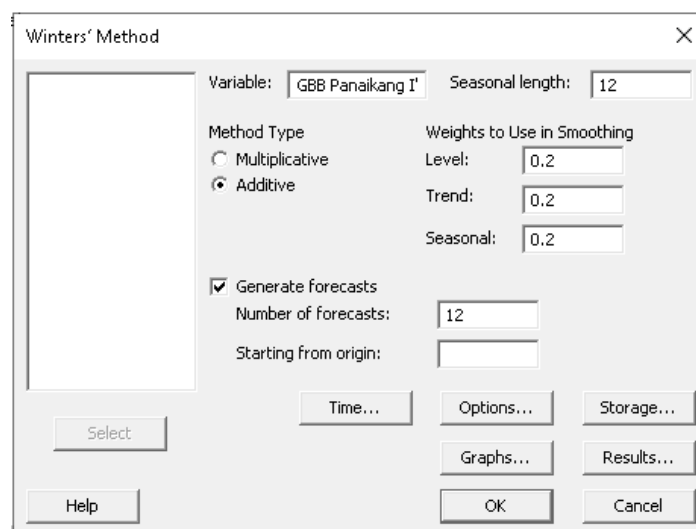 Winters' Method
Variable: GBB Panaikang I' Seasonal length: 12
Method Type Weights to Use in Smoothing
Multiplicative Level: 0.2
Additive Trend: 0.2
Seasonal: 0.2
Generate forecasts
Number of forecasts: 12
Starting from origin:
Time... Options... Storage...
Select
Graphs... Results...
Help OK Cancel